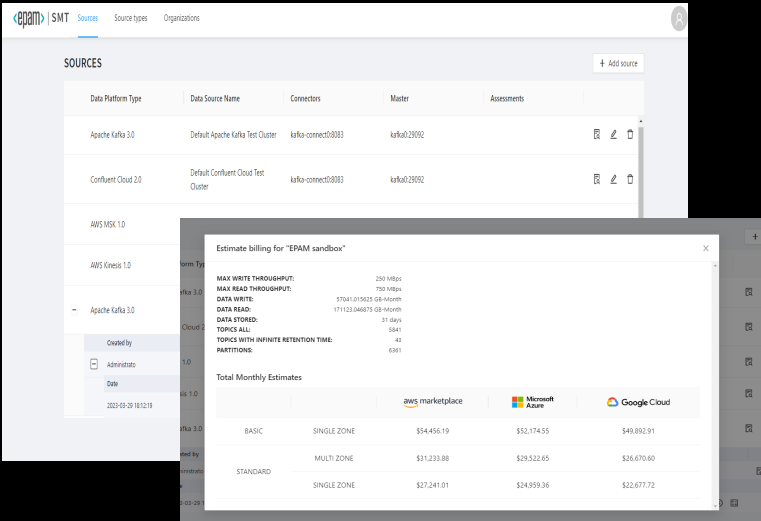 <epam> | SMT Sources Source types Organizations
SOURCES
+ Add source
Data Platform Type Data Source Name Connectors Master Assessments
Apache Kafka 3.0 Default Apache Kafka Test Cluster kafka-connect0:8083 kafka0:29092
Confluent Cloud 2.0 Default Confluent Cloud Test Cluster kafka-connect0:8083 kafka0:29092
AWS MSK 1.0
AWS Kinesis 1.0
Apache Kafka 3.0
Created by
Administrato
Date
2023-03-29 18:12:19
Estimate billing for "EPAM sandbox"
MAX WRITE THROUGHPUT: 250 MBps
MAX READ THROUGHPUT: 750 MBps
DATA WRITE: 57041.015625 GB-Month
DATA READ: 171123.046875 GB-Month
DATA STORED: 31 days
TOPICS ALL: 5841
TOPICS WITH INFINITE RETENTION TIME: 43
PARTITIONS: 6361
Total Monthly Estimates
aws marketplace Microsoft Azure Google Cloud
BASIC SINGLE ZONE $54,456.19 $52,174.55 $49,892.91
MULTI ZONE $31,233.88 $29,522.65 $26,670.60
STANDARD
SINGLE ZONE $27,241.01 $24,959.36 $22,677.72